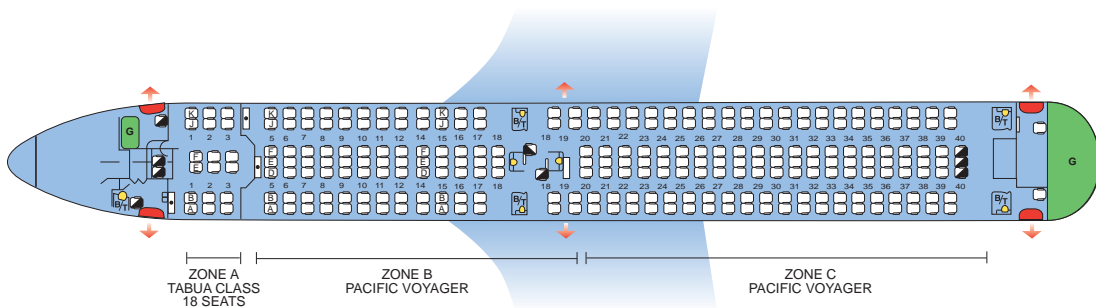 K K K
J J J
B/T B/T
G
1 2 3 5 6 7 8 9 10 11 12 14 15 16 17 18 18 19 20 21 22 23 24 25 26 27 28 29 30 31 32 33 34 35 36 37 38 39 40
F F F
E E E
D D
G
1 2 3 5 6 7 8 9 10 11 12 14 15 16 17 18 18 19 20 21 22 23 24 25 26 27 28 29 30 31 32 33 34 35 36 37 38 39 40
B B B
A A A
B/T B/T B/T
ZONE A
TABUA CLASS
18 SEATS
ZONE B
PACIFIC VOYAGER
ZONE C
PACIFIC VOYAGER